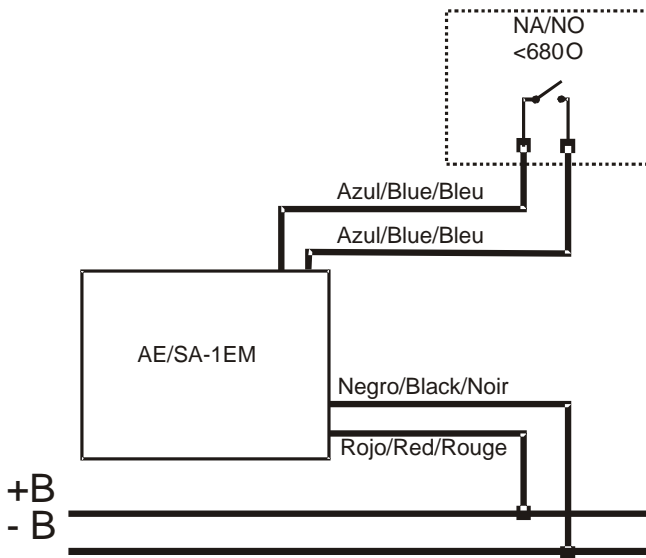 NA/NO
<680O
Azul/Blue/Bleu
Azul/Blue/Bleu
AE/SA-1EM
Negro/Black/Noir
Rojo/Red/Rouge
+B
- B